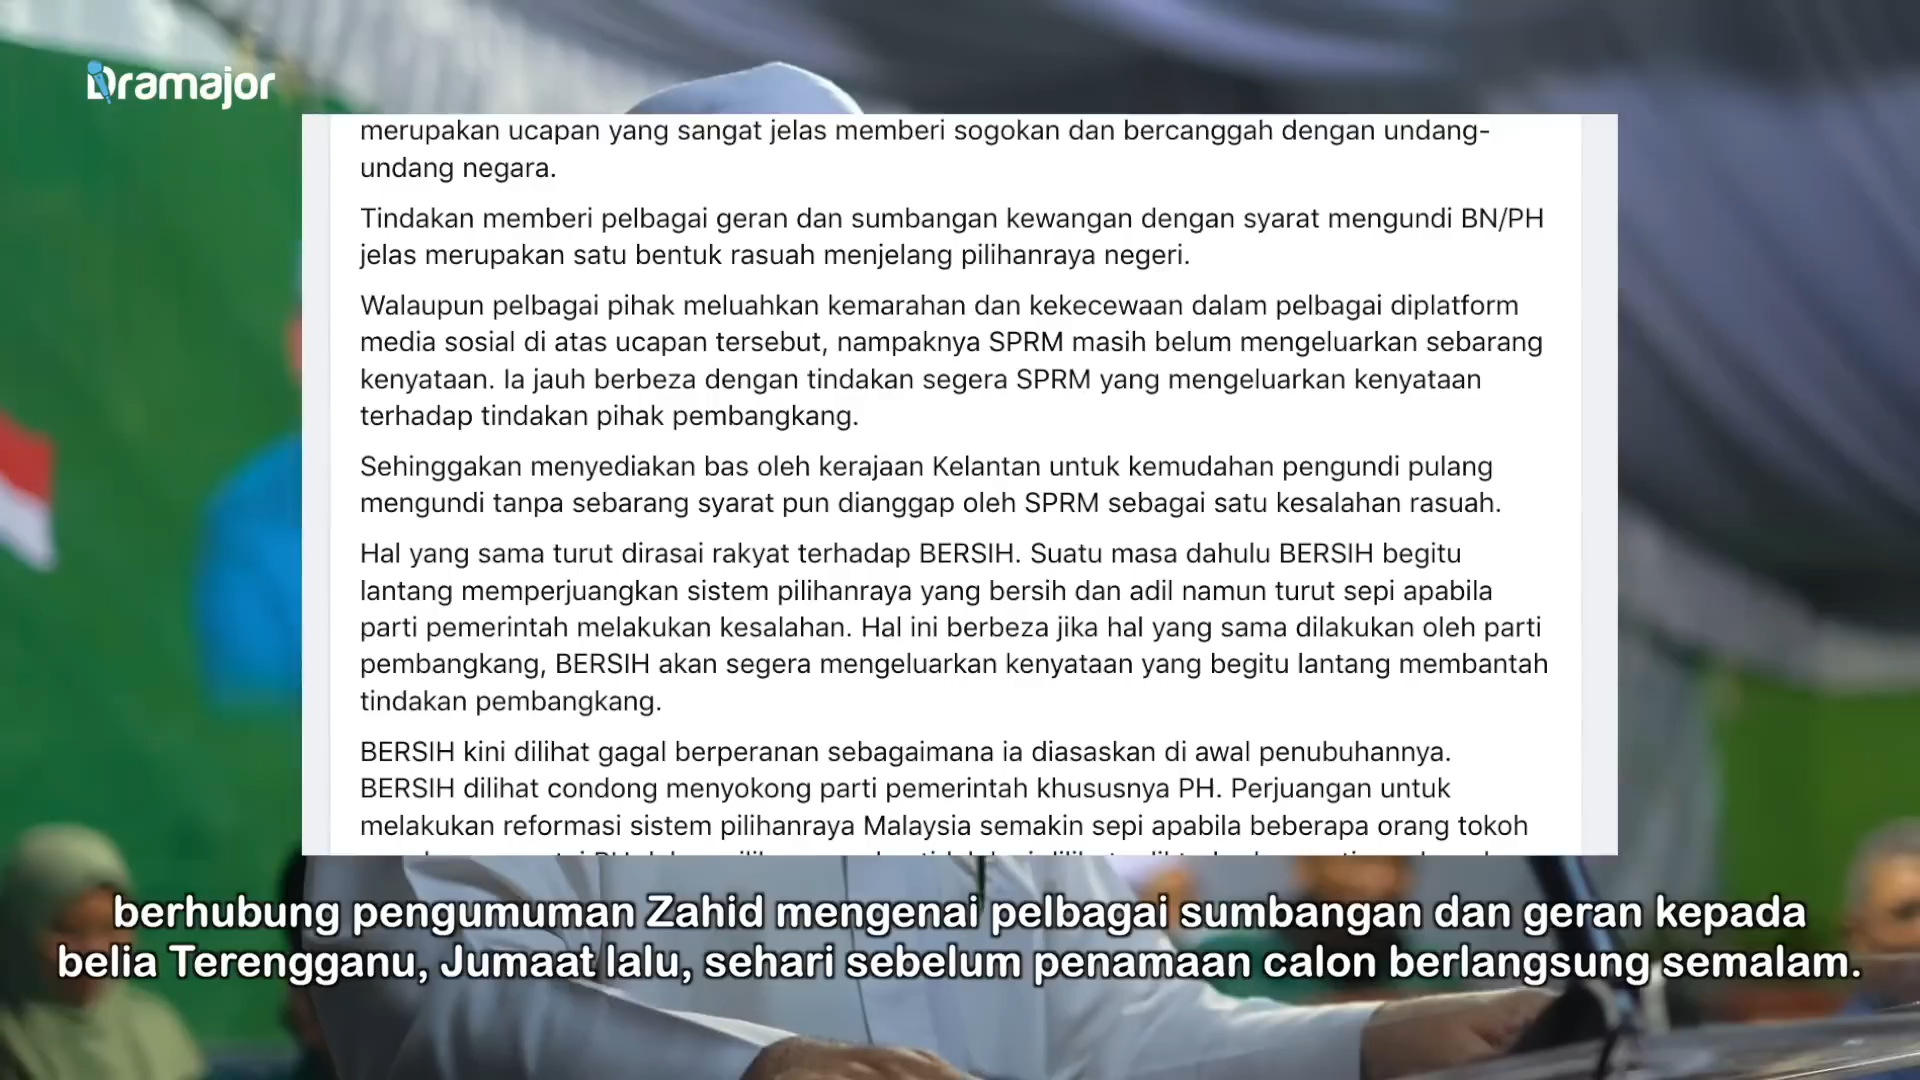 Dramajor
merupakan ucapan yang sangat jelas memberi sogokan dan bercanggah dengan undang-
undang negara.
Tindakan memberi pelbagai geran dan sumbangan kewangan dengan syarat mengundi BN/PH
jelas merupakan satu bentuk rasuah menjelang pilihanraya negeri.
Walaupun pelbagai pihak meluahkan kemarahan dan kekecewaan dalam pelbagai diplatform
media sosial di atas ucapan tersebut, nampaknya SPRM masih belum mengeluarkan sebarang
kenyataan. Ia jauh berbeza dengan tindakan segera SPRM yang mengeluarkan kenyataan
terhadap tindakan pihak pembangkang.
Sehinggakan menyediakan bas oleh kerajaan Kelantan untuk kemudahan pengundi pulang
mengundi tanpa sebarang syarat pun dianggap oleh SPRM sebagai satu kesalahan rasuah.
Hal yang sama turut dirasai rakyat terhadap BERSIH. Suatu masa dahulu BERSIH begitu
lantang memperjuangkan sistem pilihanraya yang bersih dan adil namun turut sepi apabila
parti pemerintah melakukan kesalahan. Hal ini berbeza jika hal yang sama dilakukan oleh parti
pembangkang, BERSIH akan segera mengeluarkan kenyataan yang begitu lantang membantah
tindakan pembangkang.
BERSIH kini dilihat gagal berperanan sebagaimana ia diasaskan di awal penubuhannya.
BERSIH dilihat condong menyokong parti pemerintah khususnya PH. Perjuangan untuk
melakukan reformasi sistem pilihanraya Malaysia semakin sepi apabila beberapa orang tokoh
berhubung pengumuman Zahid mengenai pelbagai sumbangan dan geran kepada
belia Terengganu, Jumaat lalu, sehari sebelum penamaan calon berlangsung semalam.